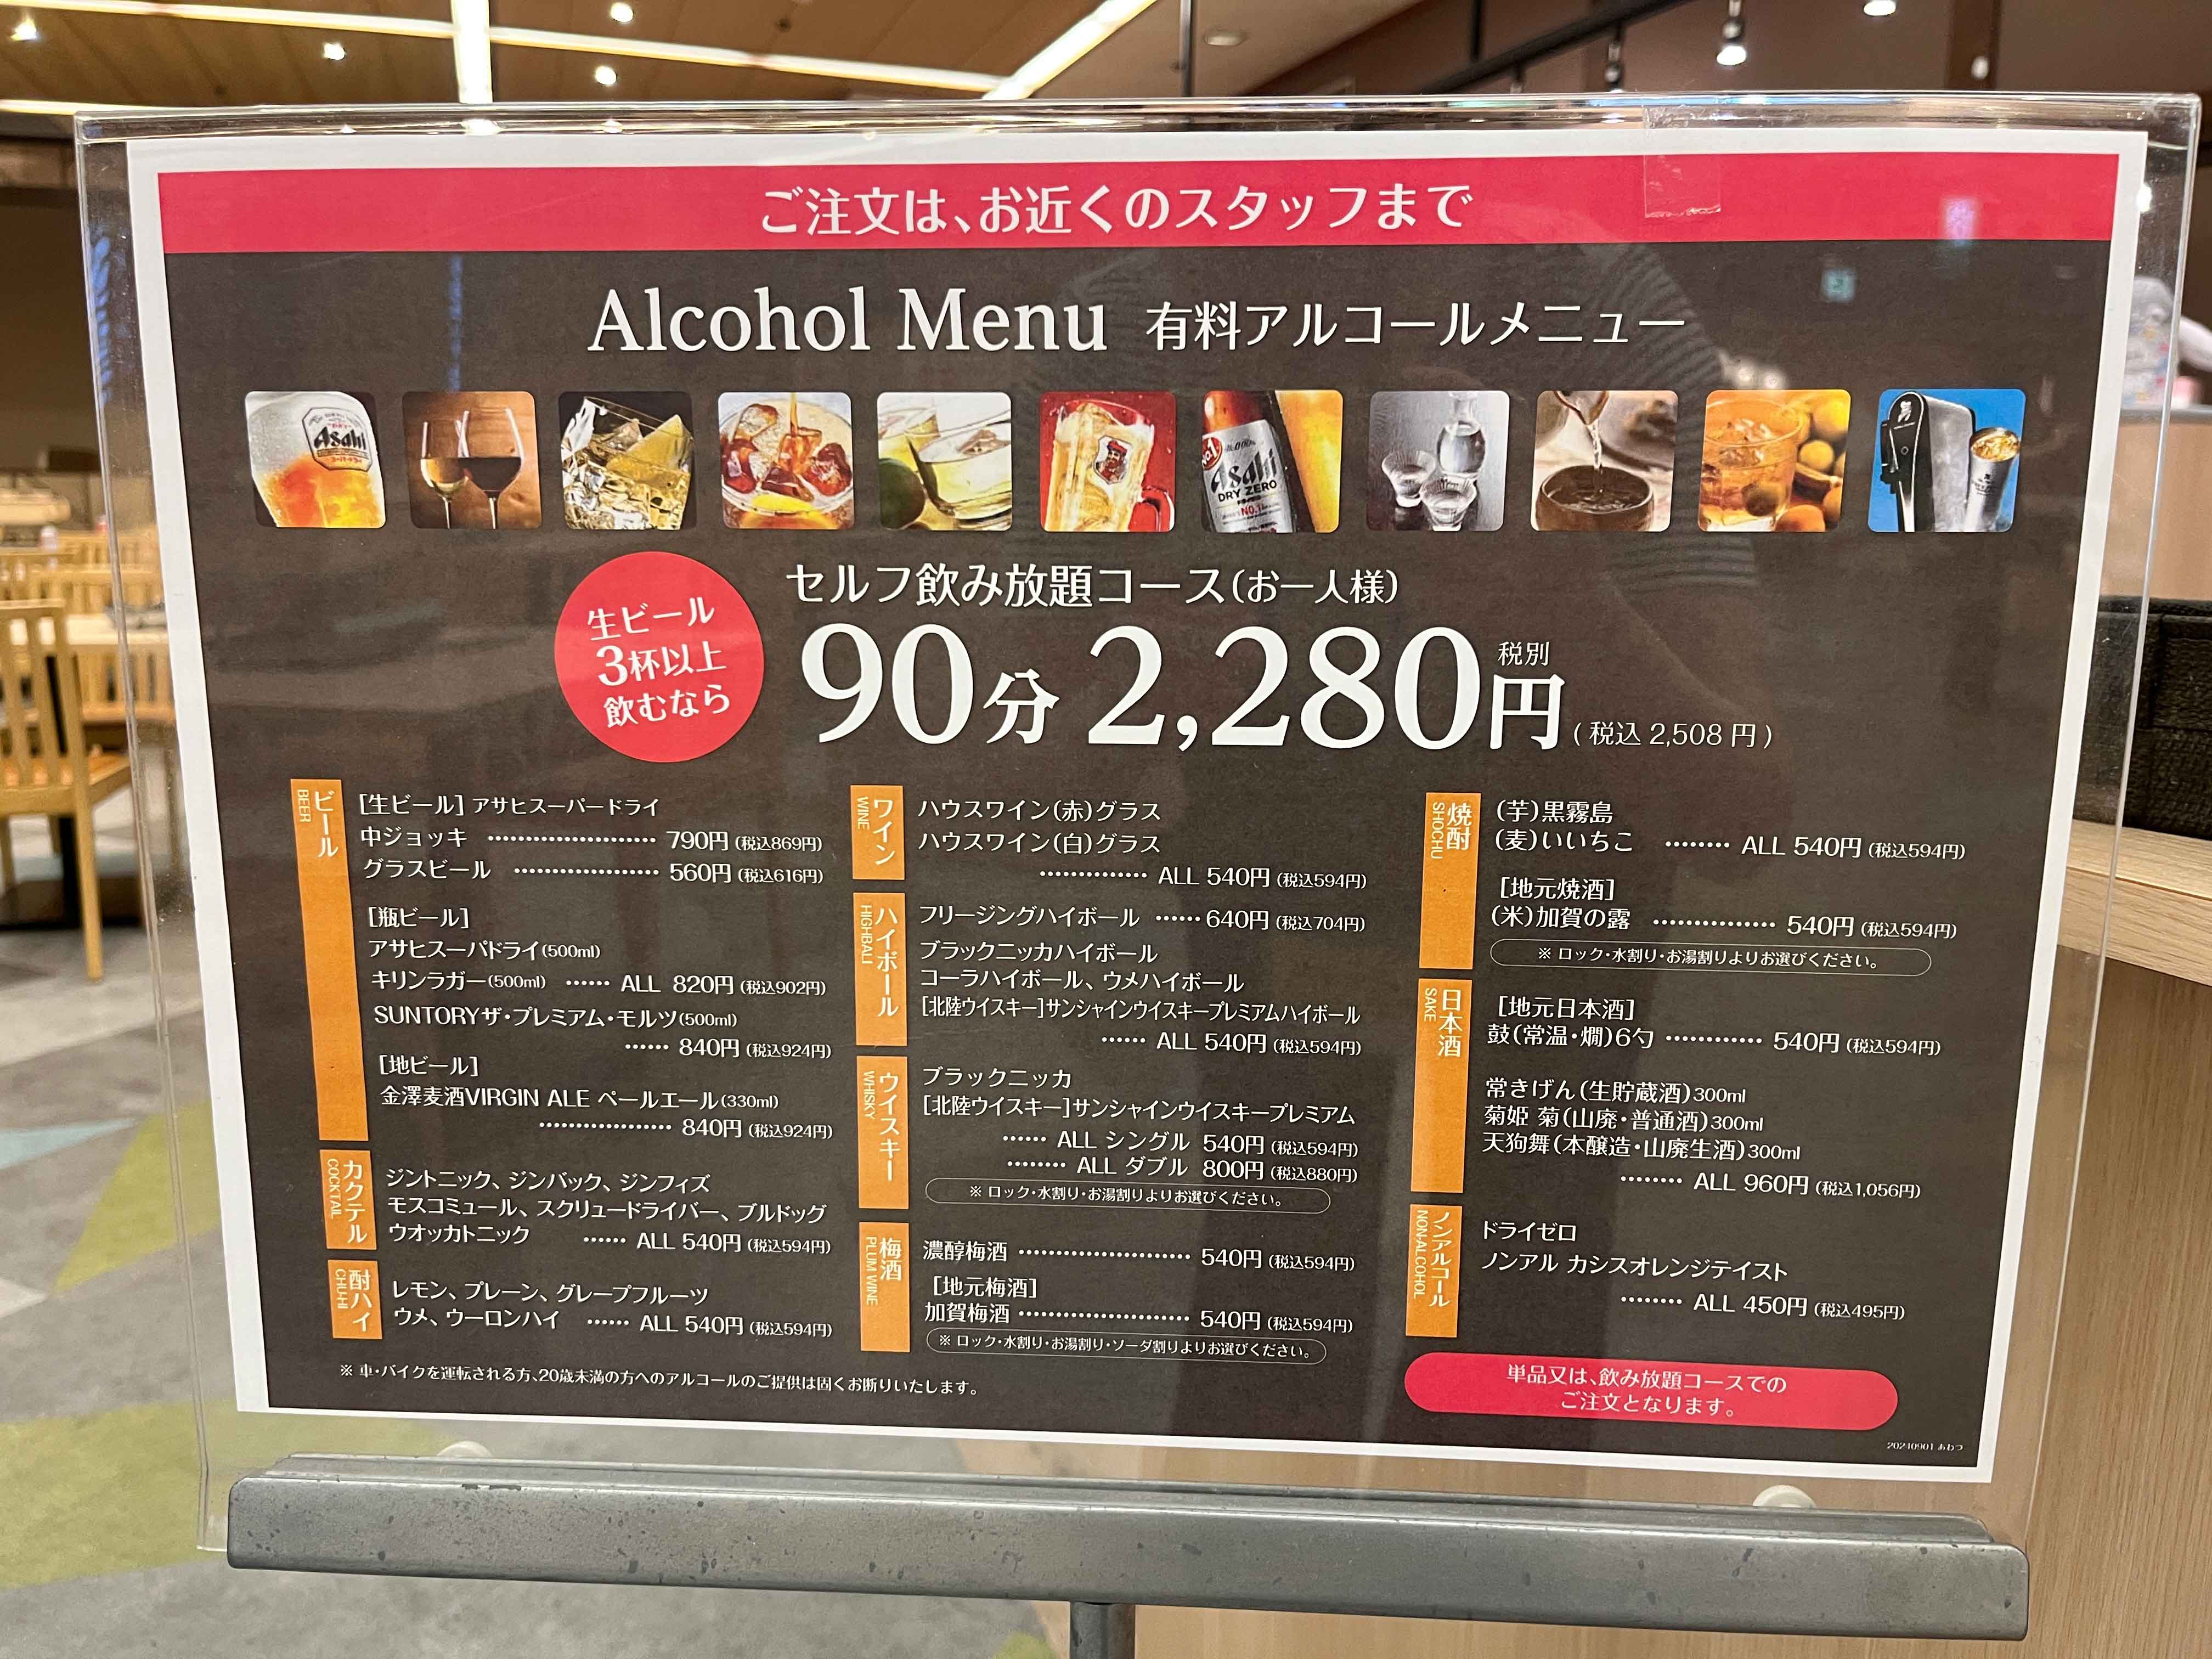 ご注文は、お近くのスタッフまで
Alcohol Menu 有料アルコールメニュー
生ビール
3杯以上
飲むなら
セルフ飲み放題コース(お一人様)
90分 2,280円 税別 (税込 2,508 円)
ビール BEER
[生ビール] アサヒスーパードライ
中ジョッキ ………………… 790円 (税込869円)
グラスビール ………………… 560円 (税込616円)
[瓶ビール]
アサヒスーパドライ(500ml)
キリンラガー(500ml) …… ALL 820円 (税込902円)
SUNTORYザ・プレミアム・モルツ(500ml)
…… 840円 (税込924円)
[地ビール]
金澤麦酒VIRGIN ALE ペールエール(330ml)
……………… 840円 (税込924円)
カクテル COCKTAIL
ジントニック、ジンバック、ジンフィズ
モスコミュール、スクリュードライバー、ブルドッグ
ウオッカトニック …… ALL 540円 (税込594円)
酎ハイ CHU-HI
レモン、プレーン、グレープフルーツ
ウメ、ウーロンハイ …… ALL 540円 (税込594円)
※ 車・バイクを運転される方、20歳未満の方へのアルコールのご提供は固くお断りいたします。
ワイン WINE
ハウスワイン(赤)グラス
ハウスワイン(白)グラス
…………… ALL 540円 (税込594円)
ハイボール HIGHBALL
フリージングハイボール ……640円 (税込704円)
ブラックニッカハイボール
コーラハイボール、ウメハイボール
[北陸ウイスキー]サンシャインウイスキープレミアムハイボール
…… ALL 540円 (税込594円)
ウイスキー WHISKY
ブラックニッカ
[北陸ウイスキー]サンシャインウイスキープレミアム
…… ALL シングル 540円 (税込594円)
……… ALL ダブル 800円 (税込880円)
※ ロック・水割り・お湯割りよりお選びください。
梅酒 PLUM WINE
濃醇梅酒 …………………… 540円 (税込594円)
[地元梅酒]
加賀梅酒 …………………… 540円 (税込594円)
※ ロック・水割り・お湯割り・ソーダ割りよりお選びください。
焼酎 SHOCHU
(芋)黒霧島
(麦)いいちこ ……… ALL 540円 (税込594円)
[地元焼酒]
(米)加賀の露 …………… 540円 (税込594円)
※ ロック・水割り・お湯割りよりお選びください。
日本酒 SAKE
[地元日本酒]
鼓(常温・燗)6勺 ………… 540円 (税込594円)
常きげん(生貯蔵酒)300ml
菊姫 菊(山廃・普通酒)300ml
天狗舞(本醸造・山廃生酒)300ml
……… ALL 960円 (税込1,056円)
ノンアルコール NON-ALCOHOL
ドライゼロ
ノンアル カシスオレンジテイスト
……… ALL 450円 (税込495円)
単品又は、飲み放題コースでの
ご注文となります。
20240901 あわづ
Asahi
Asahi
DRY ZERO